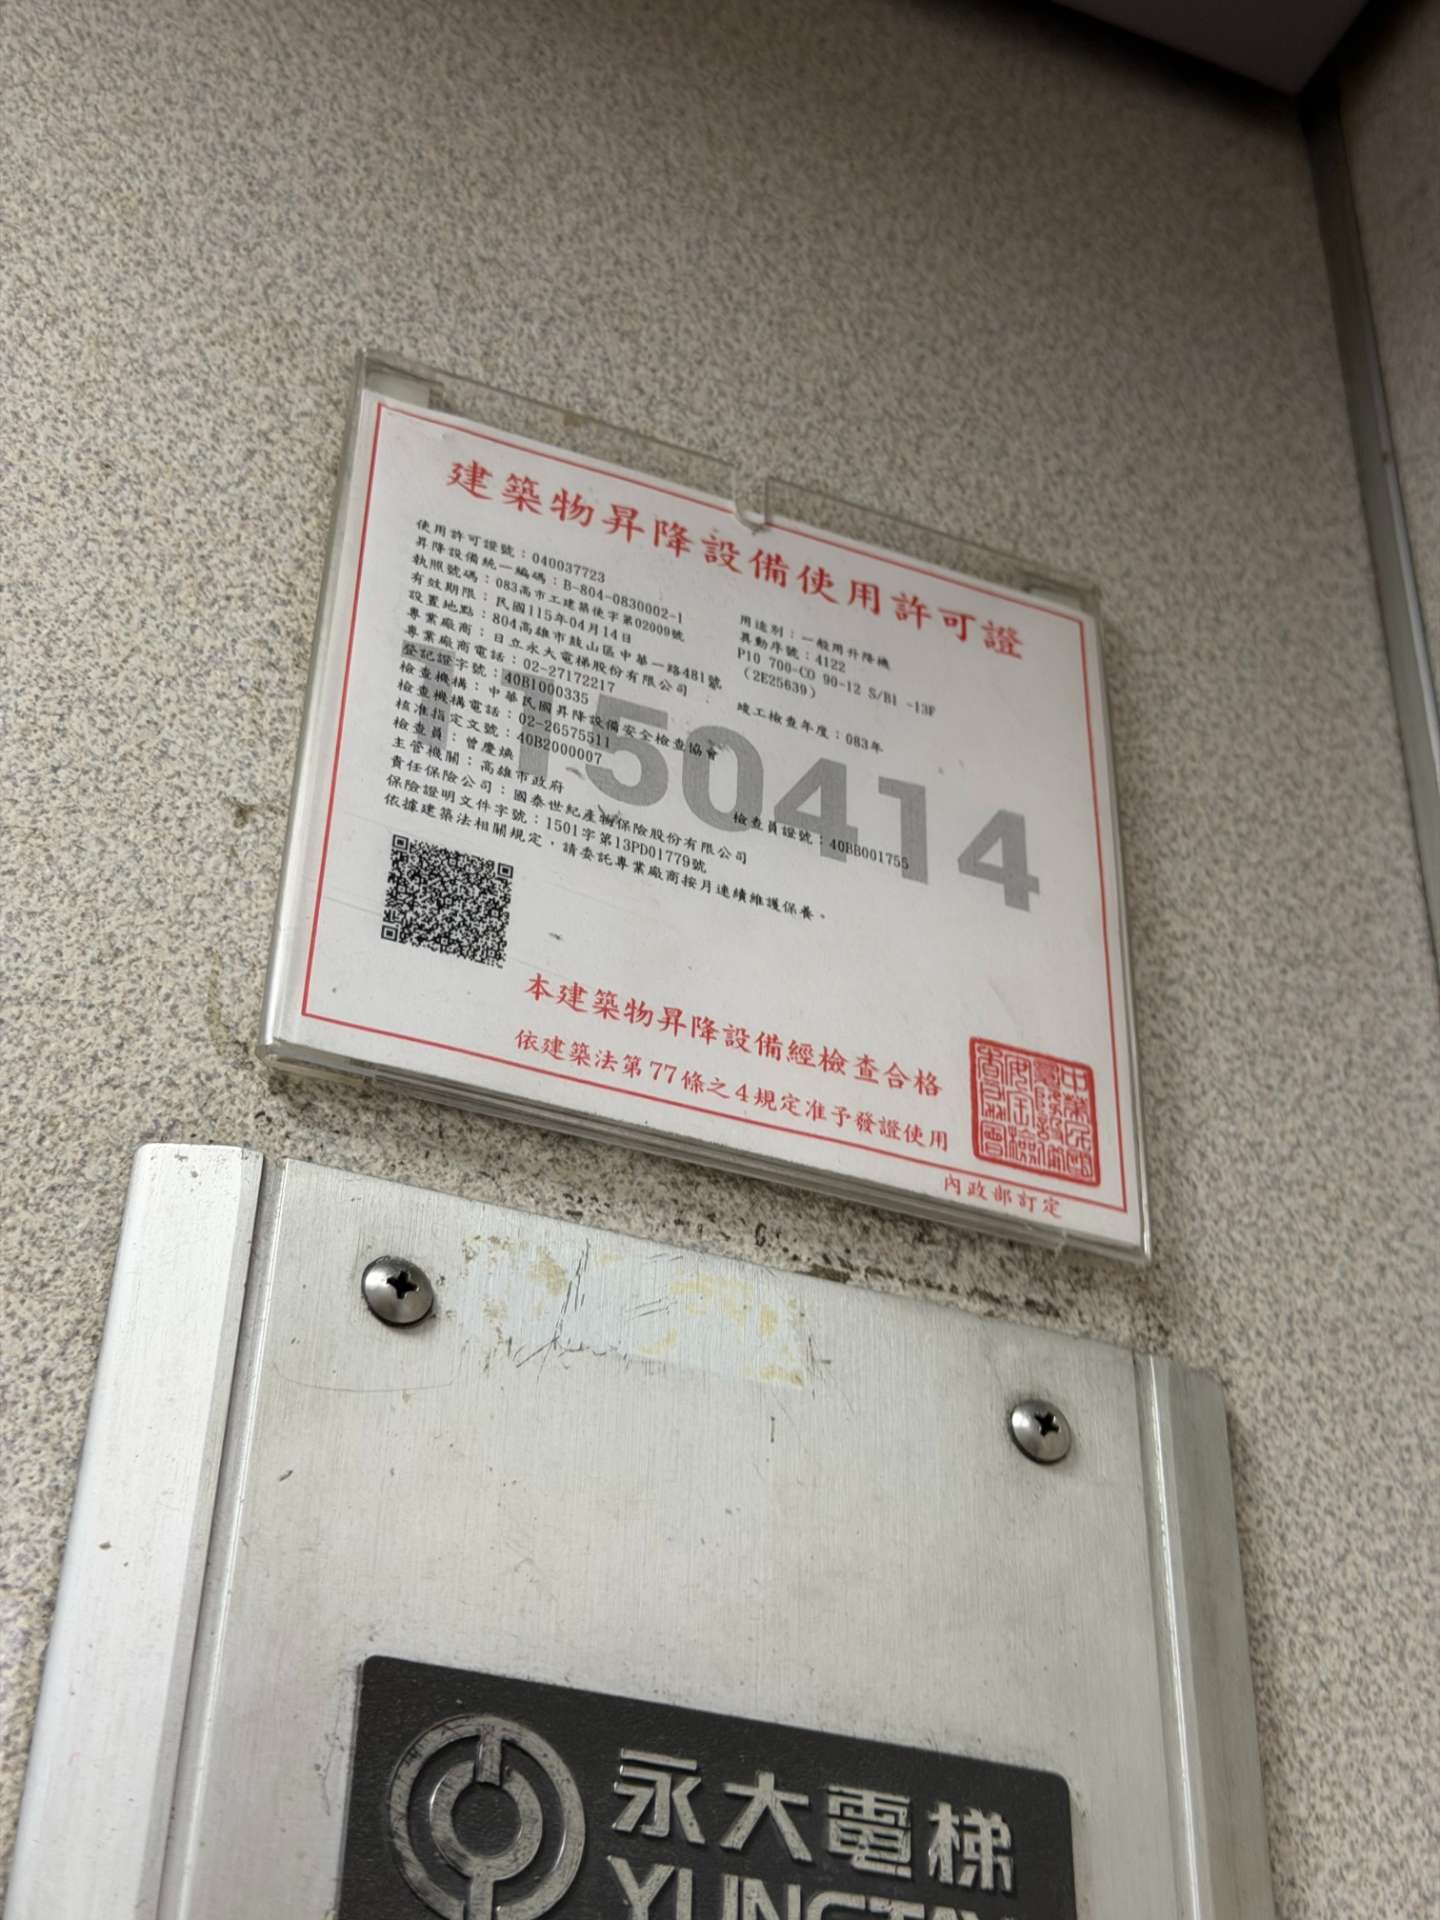 建築物昇降設備使用許可證
使用許可證號：040037723
昇降設備統一編碼：B-804-0830002-1
執照號碼：083高市工建築使字第02009號
有效期限：民國115年04月14日
設置地點：804高雄市鼓山區中華一路481號
專業廠商：日立永大電梯股份有限公司
專業廠商電話：02-27172217
登記證字號：40B1000335
檢查機構：中華民國昇降設備安全檢查協會
檢查機構電話：02-26575511
核准指定文號：40B2000007
檢查員：曾慶煥
主管機關：高雄市政府
責任保險公司：國泰世紀產物保險股份有限公司
保險證明文件字號：1501字第13PD01779號
依據建築法相關規定，請委託專業廠商按月連續維護保養。
用途別：一般用升降機
異動序號：4122
P10 700-CO 90-12 S/B1 -13F
(2E25639)
竣工檢查年度：083年
檢查員證號：40BB001755
150414
本建築物昇降設備經檢查合格
依建築法第77條之4規定准予發證使用
中華民國昇降設備安全檢查協會
內政部訂定
永大電梯
YUNGTAY